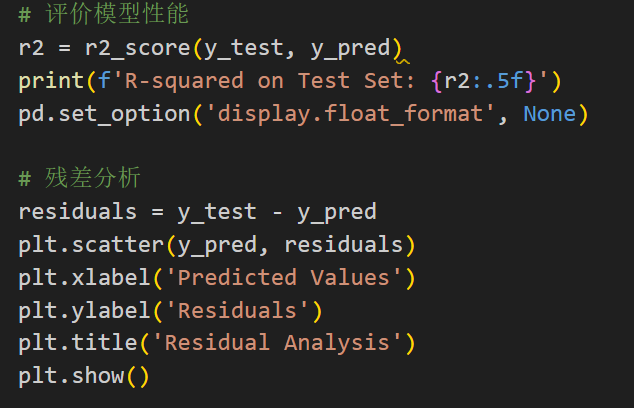 # 评价模型性能
r2 = r2_score(y_test, y_pred)
print(f'R-squared on Test Set: {r2:.5f}')
pd.set_option('display.float_format', None)
# 残差分析
residuals = y_test - y_pred
plt.scatter(y_pred, residuals)
plt.xlabel('Predicted Values')
plt.ylabel('Residuals')
plt.title('Residual Analysis')
plt.show()